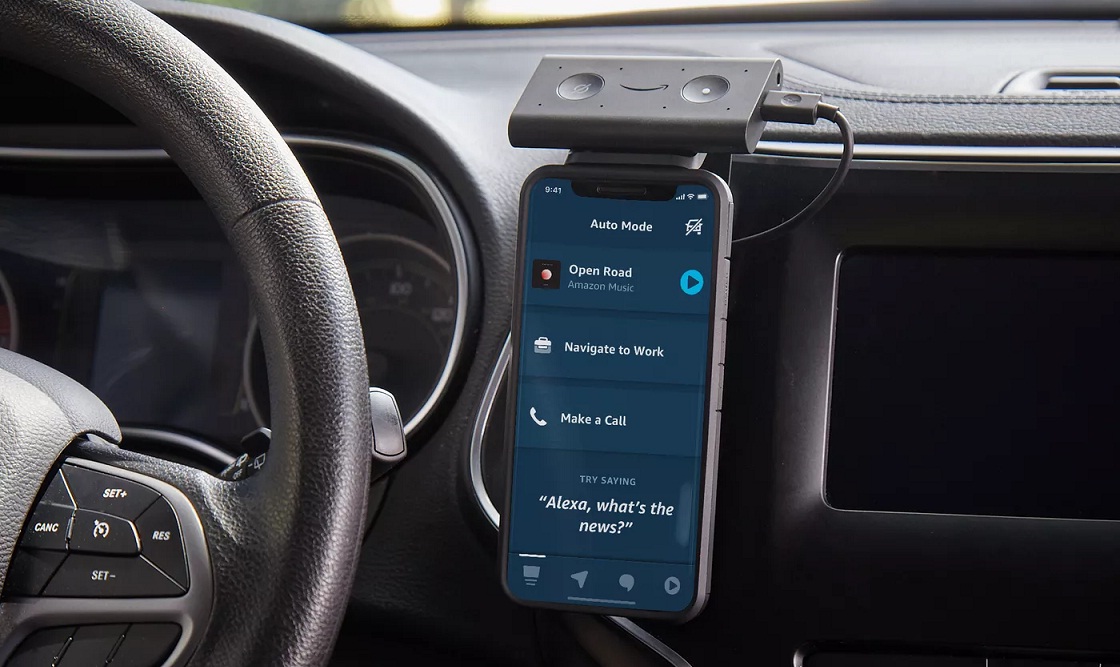 9:41
Auto Mode
Open Road
Amazon Music
Navigate to Work
Make a Call
TRY SAYING
“Alexa, what’s the
news?”
SET+
CANC
RES
SET−